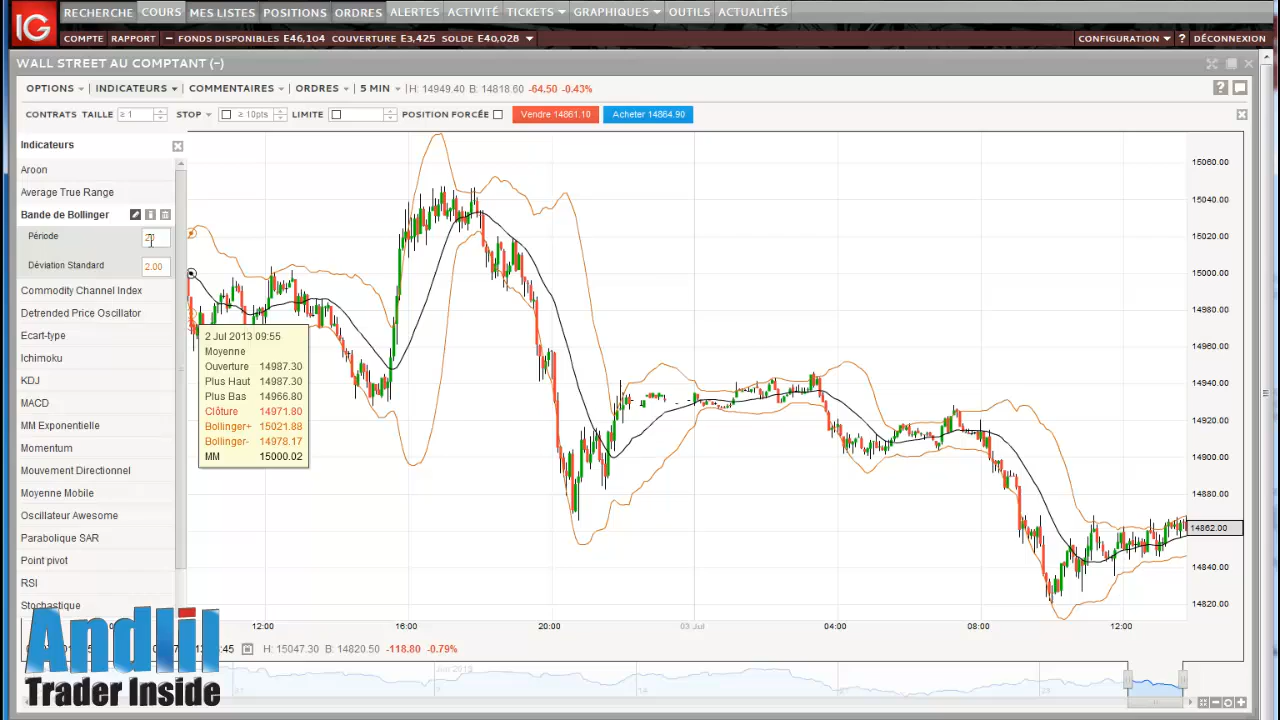 IG
RECHERCHE COURS MES LISTES POSITIONS ORDRES ALERTES ACTIVITÉ TICKETS GRAPHIQUES OUTILS ACTUALITÉS
COMPTE RAPPORT − FONDS DISPONIBLES E46,104 COUVERTURE E3,425 SOLDE E40,028 CONFIGURATION ? DÉCONNEXION
WALL STREET AU COMPTANT (−)
OPTIONS INDICATEURS COMMENTAIRES ORDRES 5 MIN H: 14949.40 B: 14818.60 -64.50 -0.43%
CONTRATS TAILLE ≥ 1 STOP ≥ 10pts LIMITE POSITION FORCÉE Vendre 14861.10 Acheter 14864.90
Indicateurs
Aroon
Average True Range
Bande de Bollinger
Période 20
Déviation Standard 2.00
Commodity Channel Index
Detrended Price Oscillator
Ecart-type
Ichimoku
KDJ
MACD
MM Exponentielle
Momentum
Mouvement Directionnel
Moyenne Mobile
Oscillateur Awesome
Parabolique SAR
Point pivot
RSI
Stochastique
2 Jul 2013 09:55
Moyenne
Ouverture 14987.30
Plus Haut 14987.30
Plus Bas 14966.80
Clôture 14971.80
Bollinger+ 15021.88
Bollinger- 14978.17
MM 15000.02
15060.00
15040.00
15020.00
15000.00
14980.00
14960.00
14940.00
14920.00
14900.00
14880.00
14862.00
14840.00
14820.00
12:00 16:00 20:00 03 Jul 04:00 08:00 12:00
:45 H: 15047.30 B: 14820.50 -118.80 -0.79%
Andlil
Trader Inside